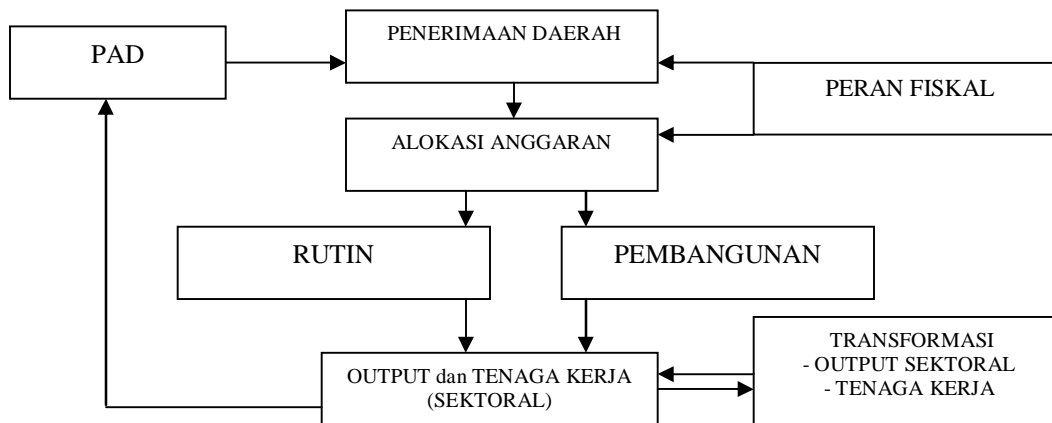 PENERIMAAN DAERAH
PAD
PERAN FISKAL
ALOKASI ANGGARAN
RUTIN
PEMBANGUNAN
TRANSFORMASI
- OUTPUT SEKTORAL
- TENAGA KERJA
OUTPUT dan TENAGA KERJA
(SEKTORAL)